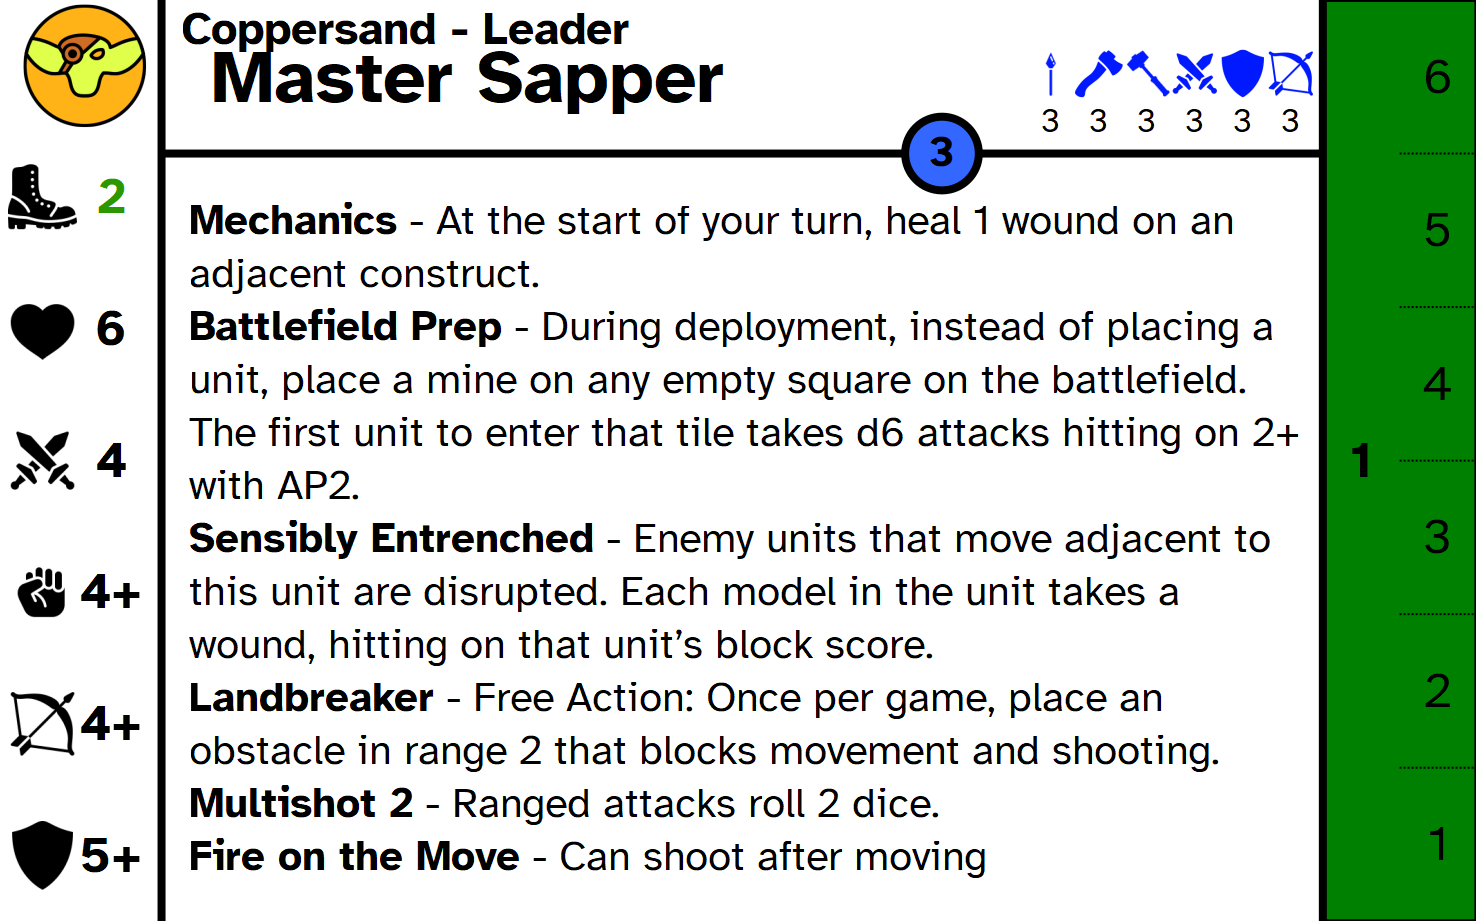 Coppersand - Leader
Master Sapper
3 3 3 3 3 3
3
2
6
4
4+
4+
5+
Mechanics - At the start of your turn, heal 1 wound on an
adjacent construct.
Battlefield Prep - During deployment, instead of placing a
unit, place a mine on any empty square on the battlefield.
The first unit to enter that tile takes d6 attacks hitting on 2+
with AP2.
Sensibly Entrenched - Enemy units that move adjacent to
this unit are disrupted. Each model in the unit takes a
wound, hitting on that unit’s block score.
Landbreaker - Free Action: Once per game, place an
obstacle in range 2 that blocks movement and shooting.
Multishot 2 - Ranged attacks roll 2 dice.
Fire on the Move - Can shoot after moving
1
6
5
4
3
2
1